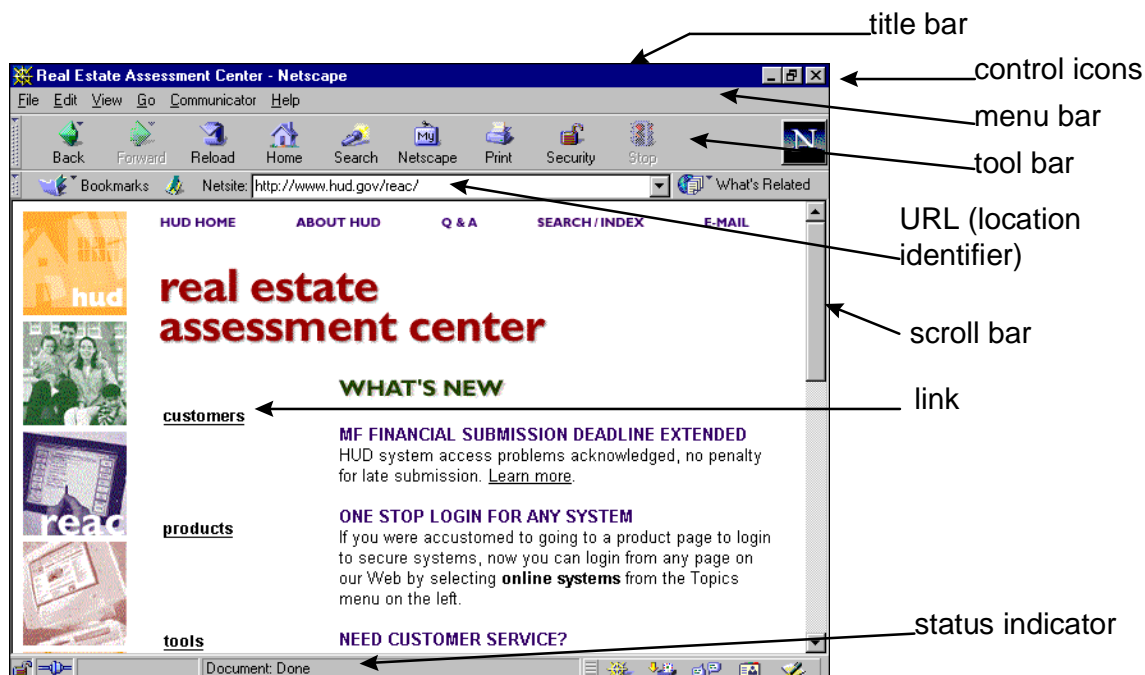 title bar
Real Estate Assessment Center - Netscape
control icons
File Edit View Go Communicator Help
menu bar
Back Forward Reload Home Search Netscape Print Security Stop
My
N
tool bar
Bookmarks Netsite: http://www.hud.gov/reac/ What's Related
URL (location
identifier)
HUD HOME ABOUT HUD Q & A SEARCH / INDEX E-MAIL
hud
real estate
assessment center
scroll bar
WHAT'S NEW
link
customers
MF FINANCIAL SUBMISSION DEADLINE EXTENDED
HUD system access problems acknowledged, no penalty
for late submission. Learn more.
reac
products
ONE STOP LOGIN FOR ANY SYSTEM
If you were accustomed to going to a product page to login
to secure systems, now you can login from any page on
our Web by selecting online systems from the Topics
menu on the left.
tools
NEED CUSTOMER SERVICE?
status indicator
Document: Done